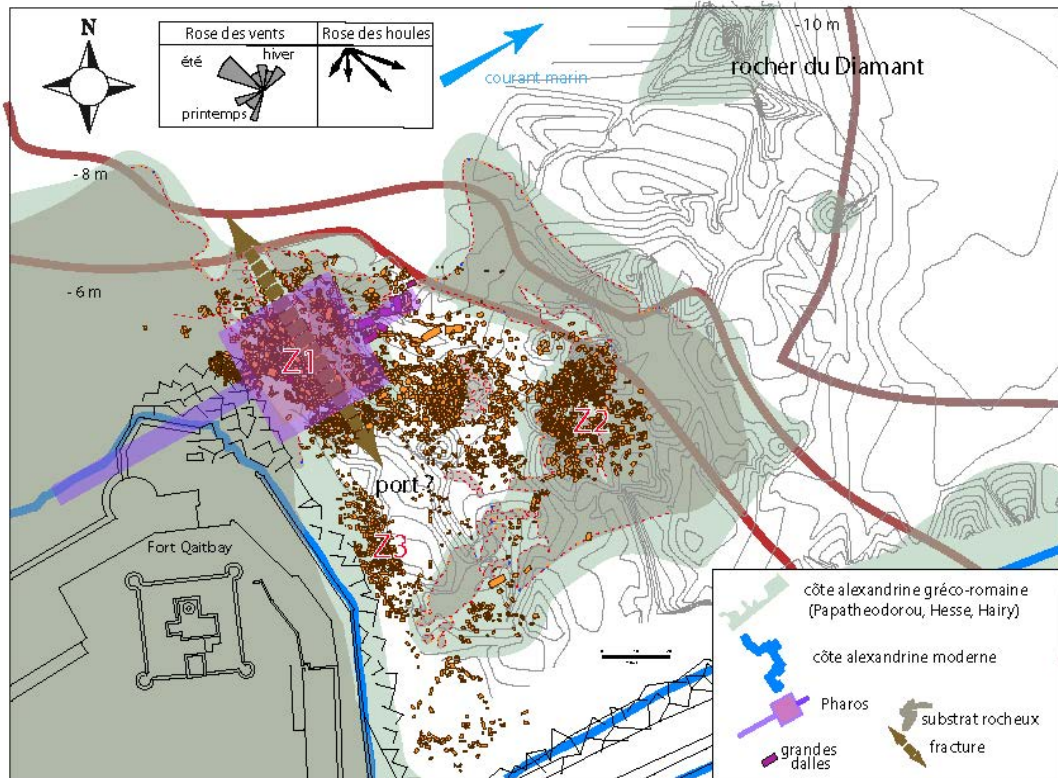 N
Rose des vents
Rose des houles
été
hiver
printemps
courant marin
- 10 m
rocher du Diamant
- 8 m
- 6 m
Z1
Z2
port ?
Z3
Fort Qaitbay
côte alexandrine gréco-romaine
(Papatheodorou, Hesse, Hairy)
côte alexandrine moderne
Pharos
substrat rocheux
fracture
grandes
dalles